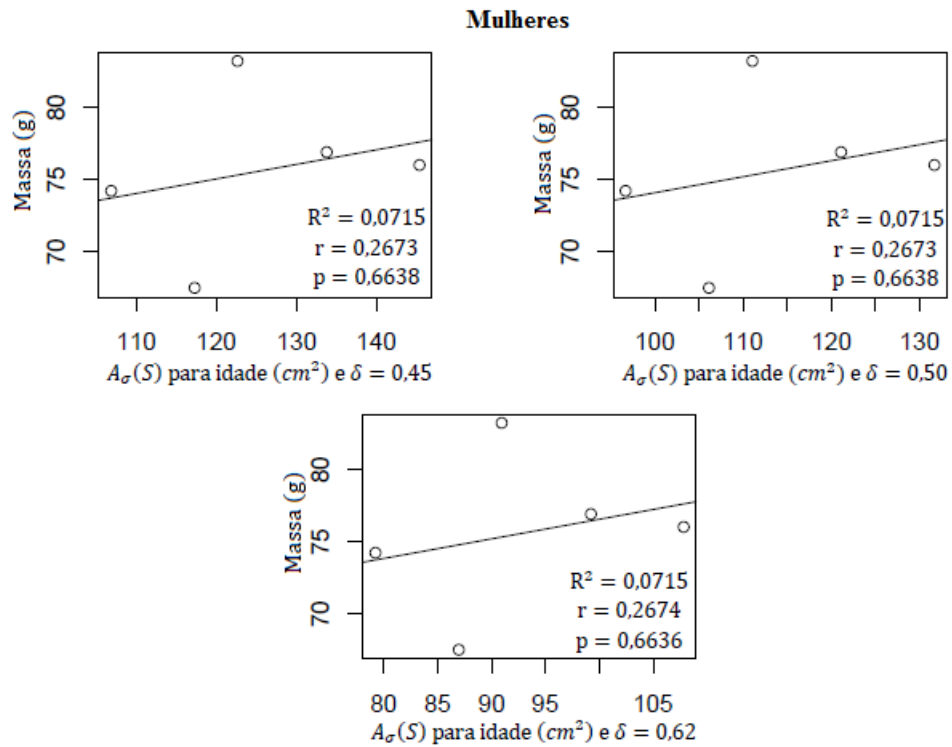 Mulheres
Massa (g)
80
75
70
R² = 0,0715
r = 0,2673
p = 0,6638
110 120 130 140
A_σ(S) para idade (cm²) e δ = 0,45
Massa (g)
80
75
70
R² = 0,0715
r = 0,2673
p = 0,6638
100 110 120 130
A_σ(S) para idade (cm²) e δ = 0,50
Massa (g)
80
75
70
R² = 0,0715
r = 0,2674
p = 0,6636
80 85 90 95 105
A_σ(S) para idade (cm²) e δ = 0,62